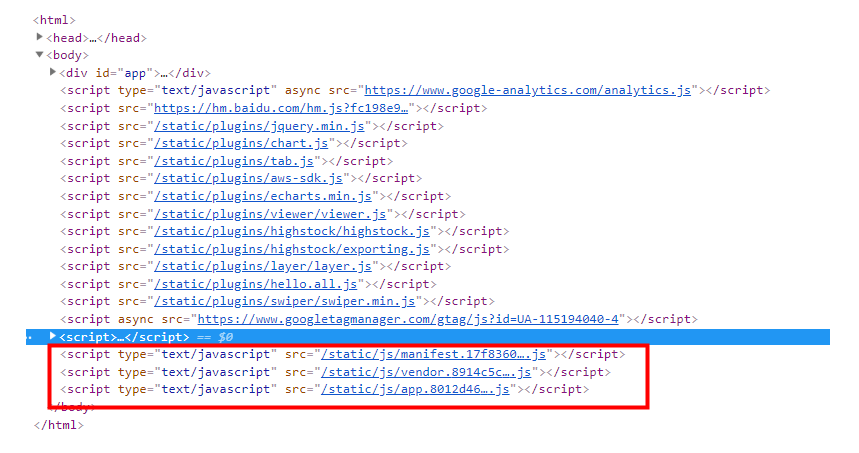 <html>
<head>…</head>
<body>
<div id="app">…</div>
<script type="text/javascript" async src="https://www.google-analytics.com/analytics.js"></script>
<script src="https://hm.baidu.com/hm.js?fc198e9…"></script>
<script src="/static/plugins/jquery.min.js"></script>
<script src="/static/plugins/chart.js"></script>
<script src="/static/plugins/tab.js"></script>
<script src="/static/plugins/aws-sdk.js"></script>
<script src="/static/plugins/echarts.min.js"></script>
<script src="/static/plugins/viewer/viewer.js"></script>
<script src="/static/plugins/highstock/highstock.js"></script>
<script src="/static/plugins/highstock/exporting.js"></script>
<script src="/static/plugins/layer/layer.js"></script>
<script src="/static/plugins/hello.all.js"></script>
<script src="/static/plugins/swiper/swiper.min.js"></script>
<script async src="https://www.googletagmanager.com/gtag/js?id=UA-115194040-4"></script>
<script>…</script> == $0
<script type="text/javascript" src="/static/js/manifest.17f8360….js"></script>
<script type="text/javascript" src="/static/js/vendor.8914c5c….js"></script>
<script type="text/javascript" src="/static/js/app.8012d46….js"></script>
</body>
</html>